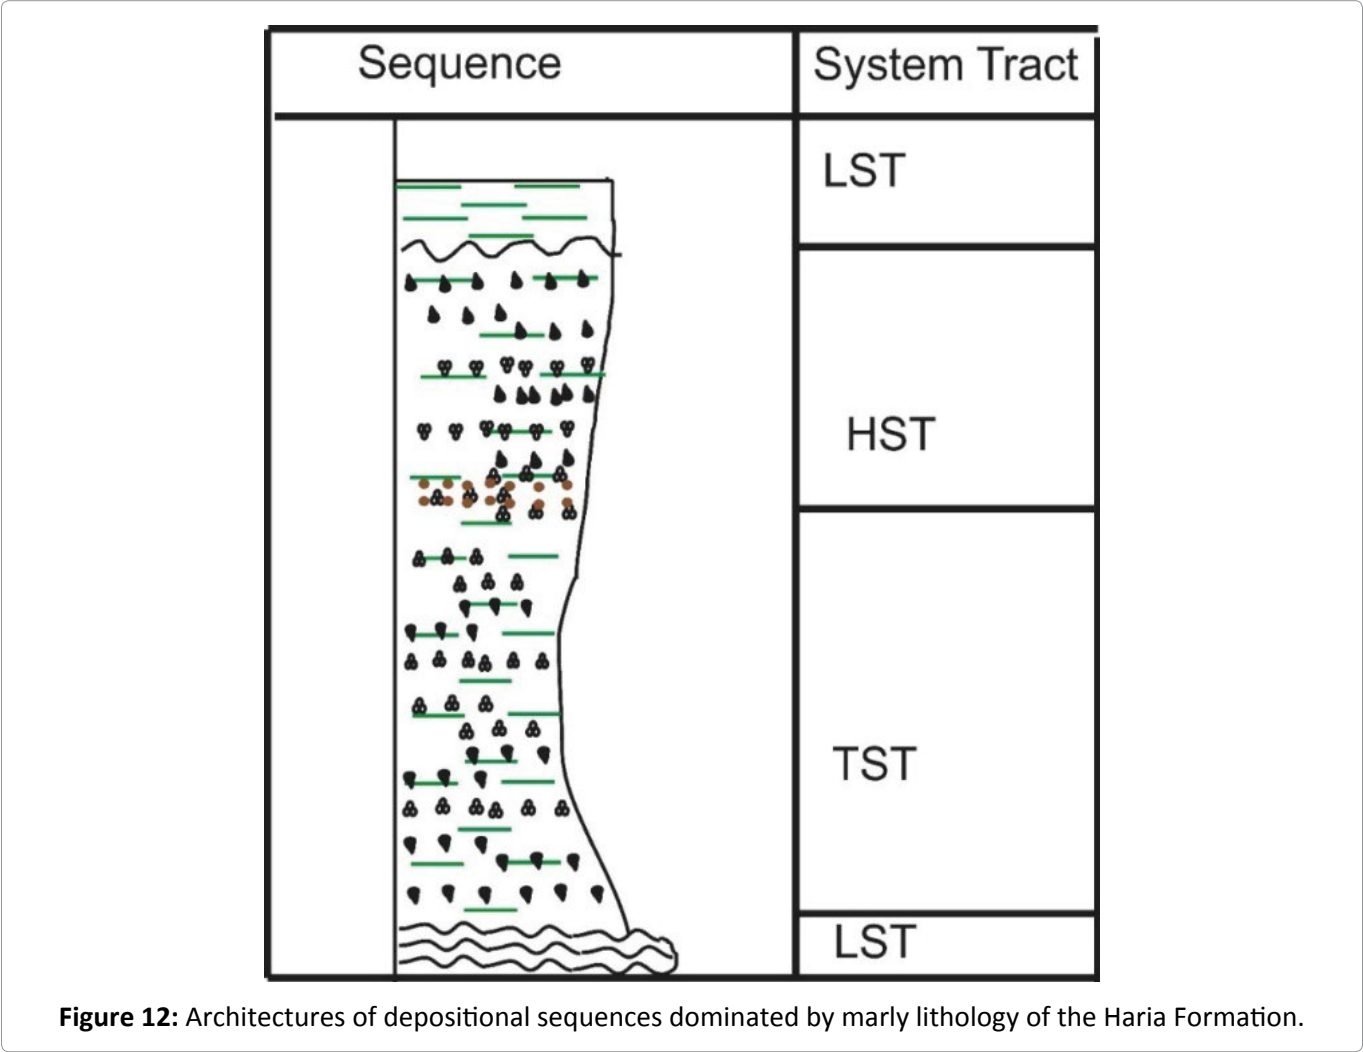 Sequence
System Tract
LST
HST
TST
LST
Figure 12: Architectures of depositional sequences dominated by marly lithology of the Haria Formation.